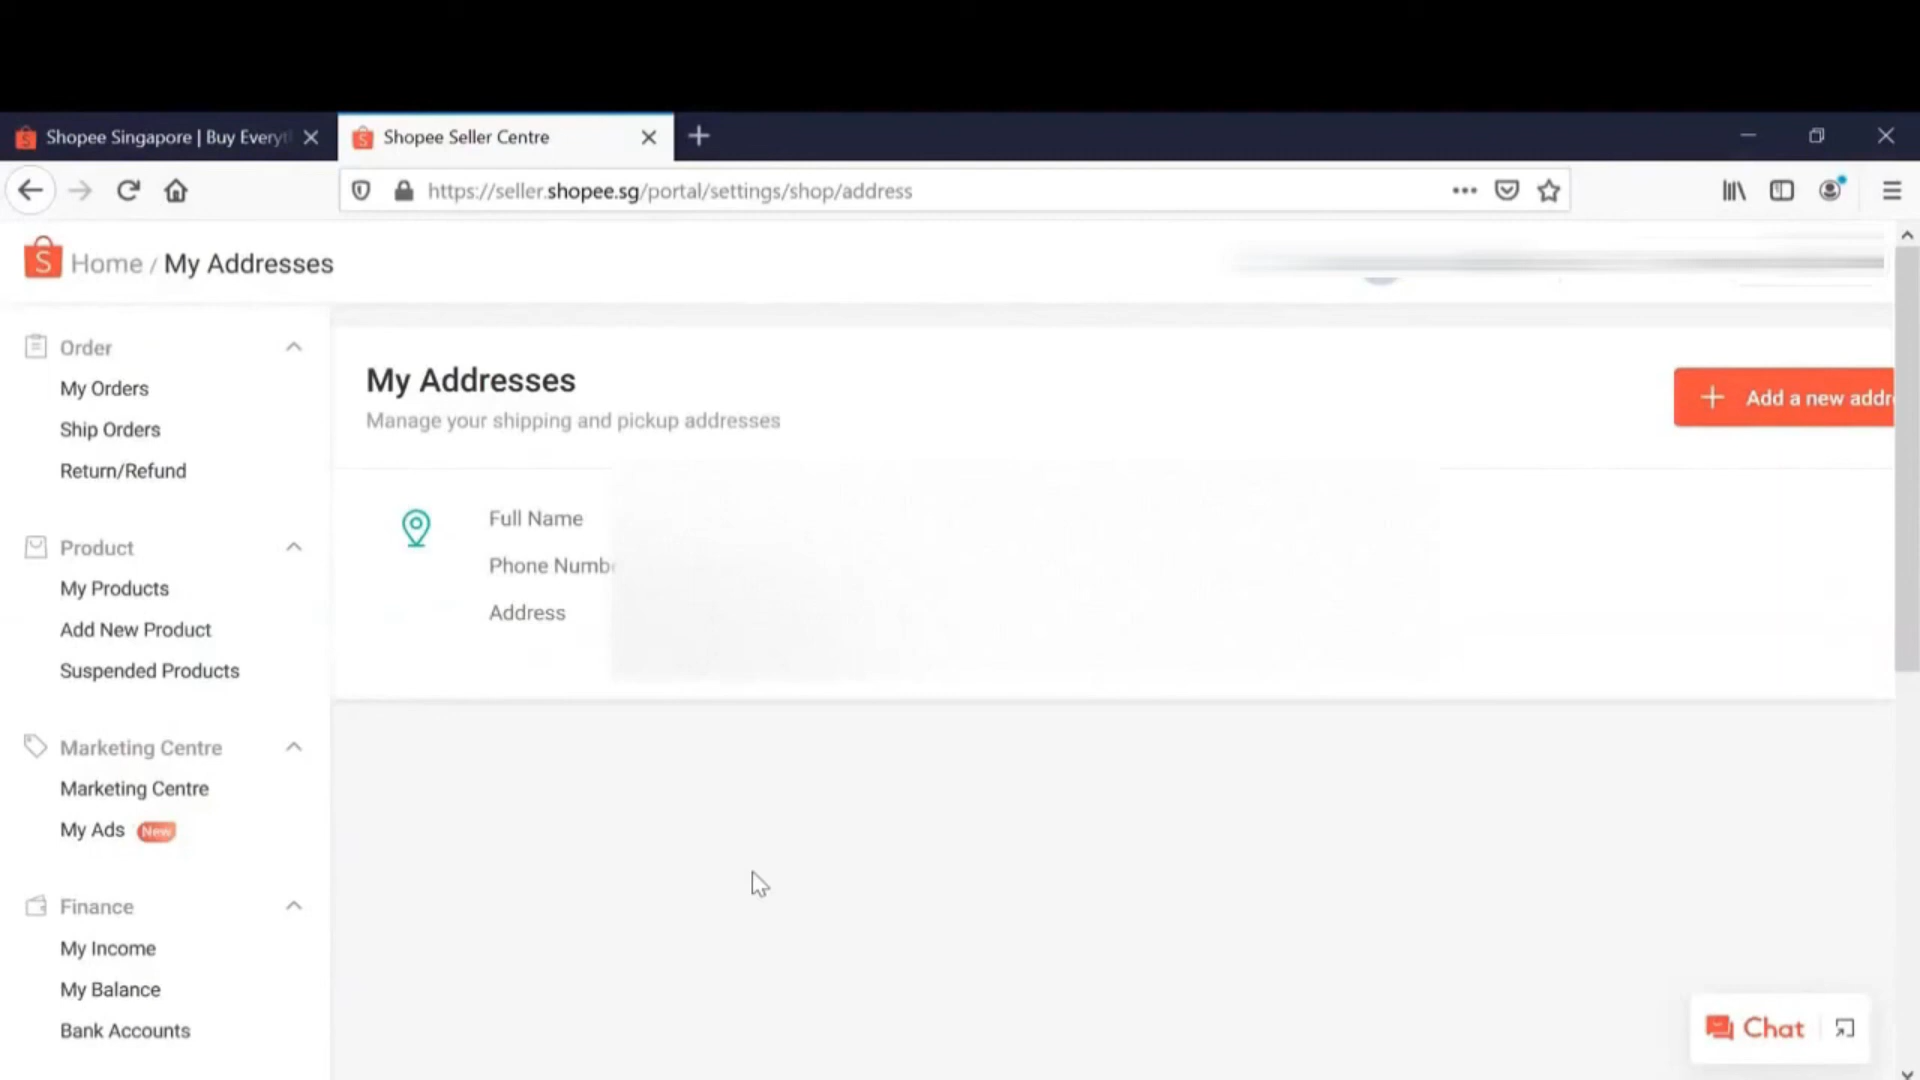 Shopee Singapore | Buy Everyt
Shopee Seller Centre
https://seller.shopee.sg/portal/settings/shop/address
Home / My Addresses
Order
My Orders
Ship Orders
Return/Refund
Product
My Products
Add New Product
Suspended Products
Marketing Centre
Marketing Centre
My Ads New
Finance
My Income
My Balance
Bank Accounts
My Addresses
Manage your shipping and pickup addresses
+ Add a new addr
Full Name
Phone Numbe
Address
Chat